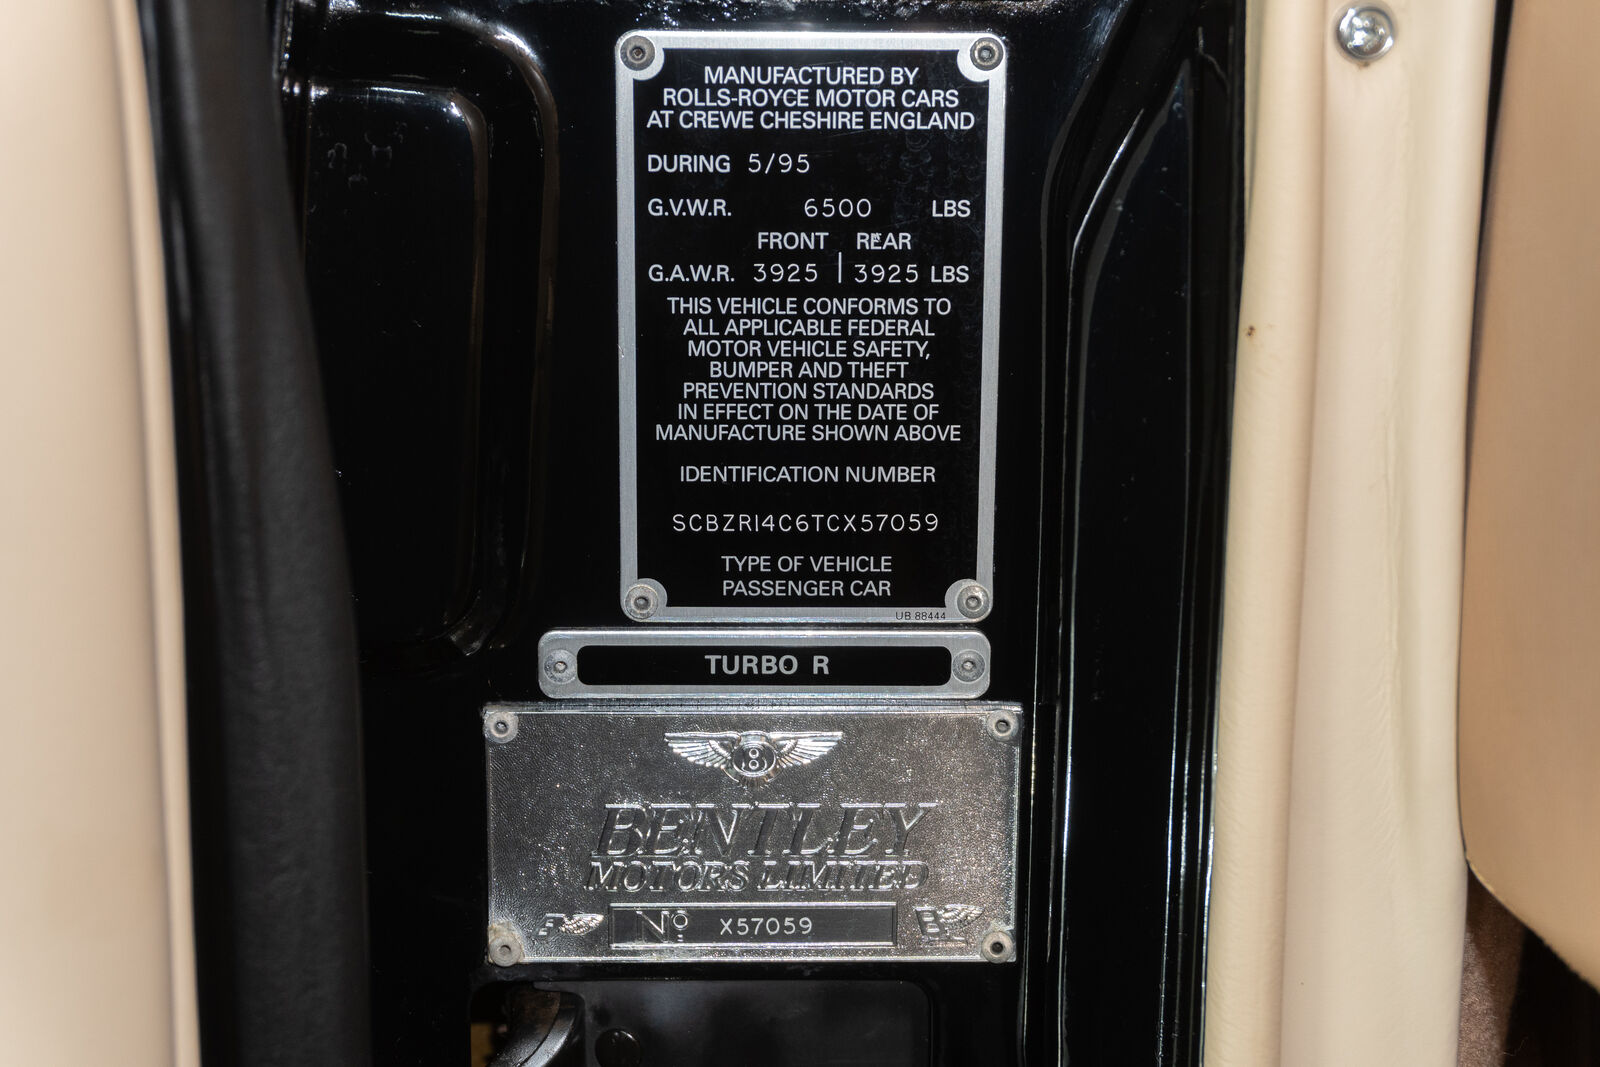 MANUFACTURED BY
ROLLS-ROYCE MOTOR CARS
AT CREWE CHESHIRE ENGLAND
DURING 5/95
G.V.W.R. 6500 LBS
FRONT REAR
G.A.W.R. 3925 | 3925 LBS
THIS VEHICLE CONFORMS TO
ALL APPLICABLE FEDERAL
MOTOR VEHICLE SAFETY,
BUMPER AND THEFT
PREVENTION STANDARDS
IN EFFECT ON THE DATE OF
MANUFACTURE SHOWN ABOVE
IDENTIFICATION NUMBER
SCBZR14C6TCX57059
TYPE OF VEHICLE
PASSENGER CAR
UB 88444
TURBO R
B
BENTLEY
MOTORS LIMITED
B Nº X57059 B